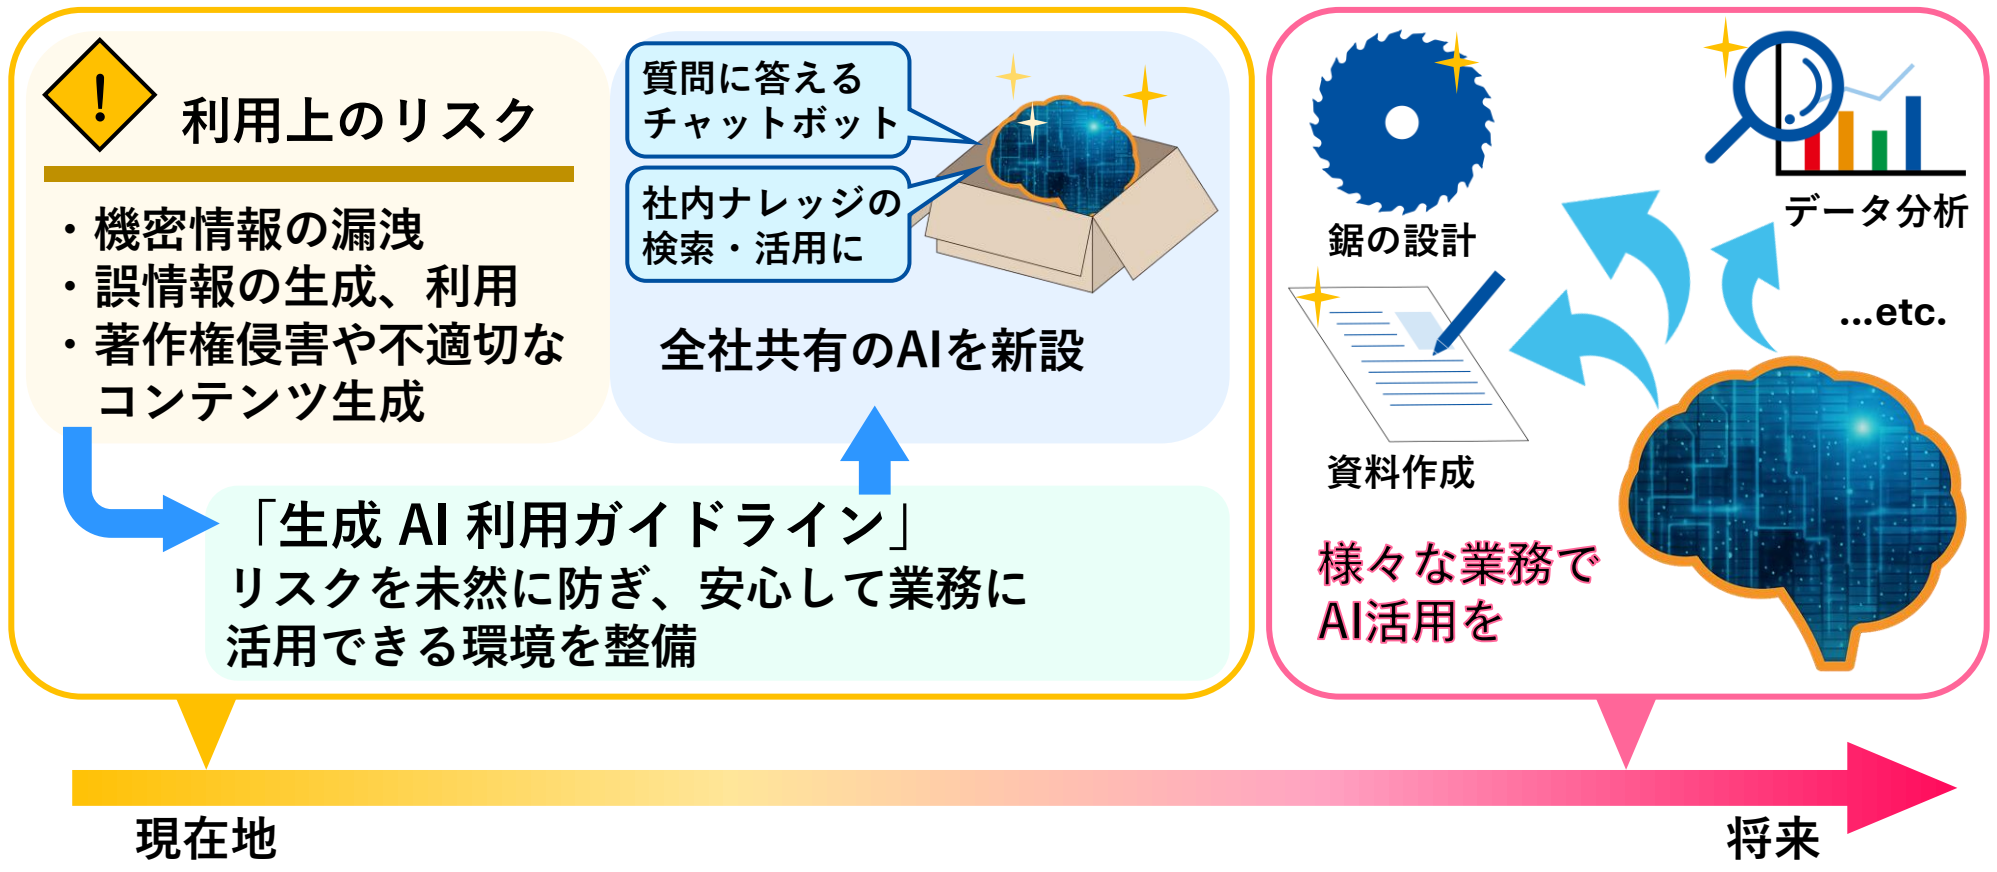 !
利用上のリスク
・機密情報の漏洩
・誤情報の生成、利用
・著作権侵害や不適切な
コンテンツ生成
質問に答える
チャットボット
社内ナレッジの
検索・活用に
全社共有のAIを新設
「生成 AI 利用ガイドライン」
リスクを未然に防ぎ、安心して業務に
活用できる環境を整備
鋸の設計
データ分析
...etc.
資料作成
様々な業務で
AI活用を
現在地
将来